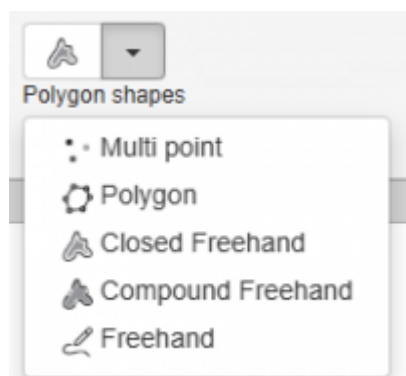 Polygon shapes
Multi point
Polygon
Closed Freehand
Compound Freehand
Freehand